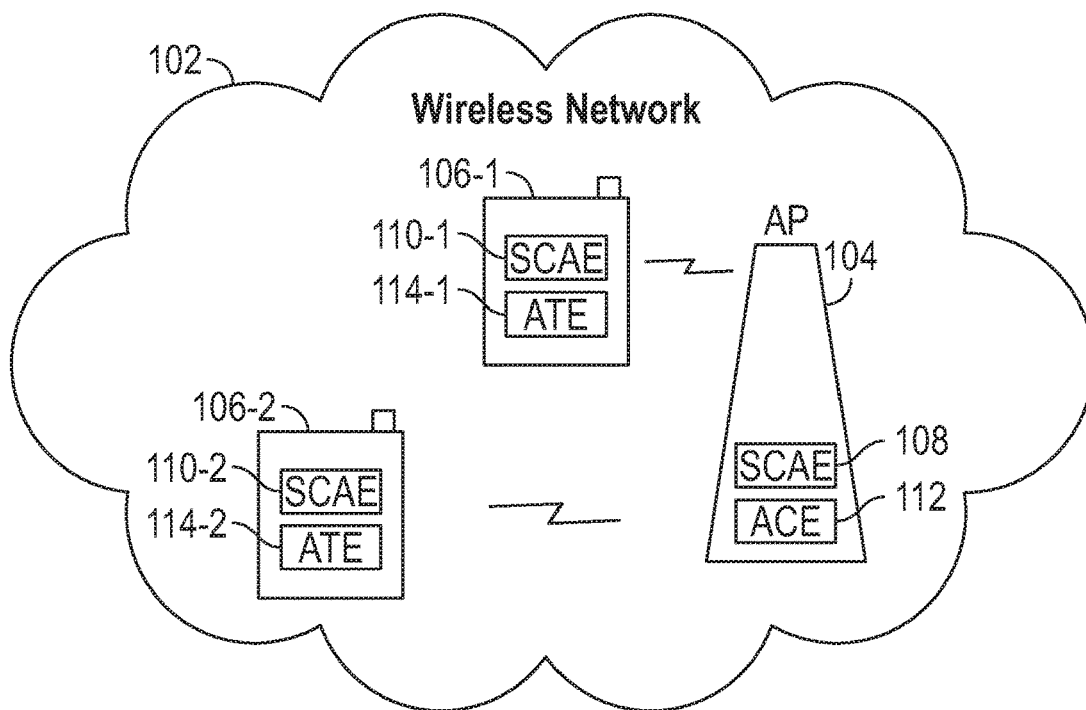 102
Wireless Network
106-1
110-1
SCAE
114-1
ATE
AP
104
106-2
110-2
SCAE
114-2
ATE
SCAE
108
ACE
112